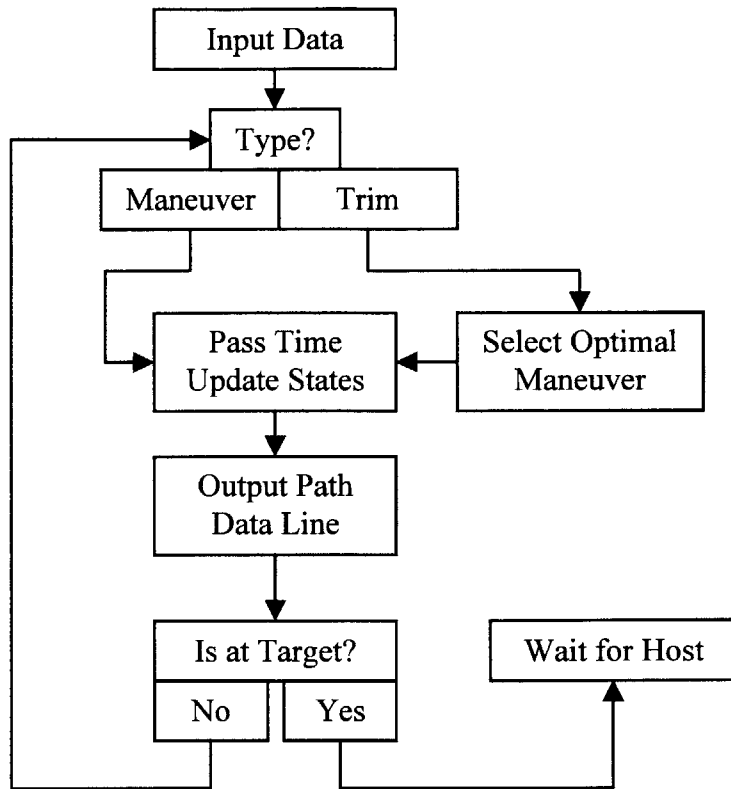 Input Data
Type?
Maneuver
Trim
Pass Time
Update States
Select Optimal
Maneuver
Output Path
Data Line
Is at Target?
No
Yes
Wait for Host